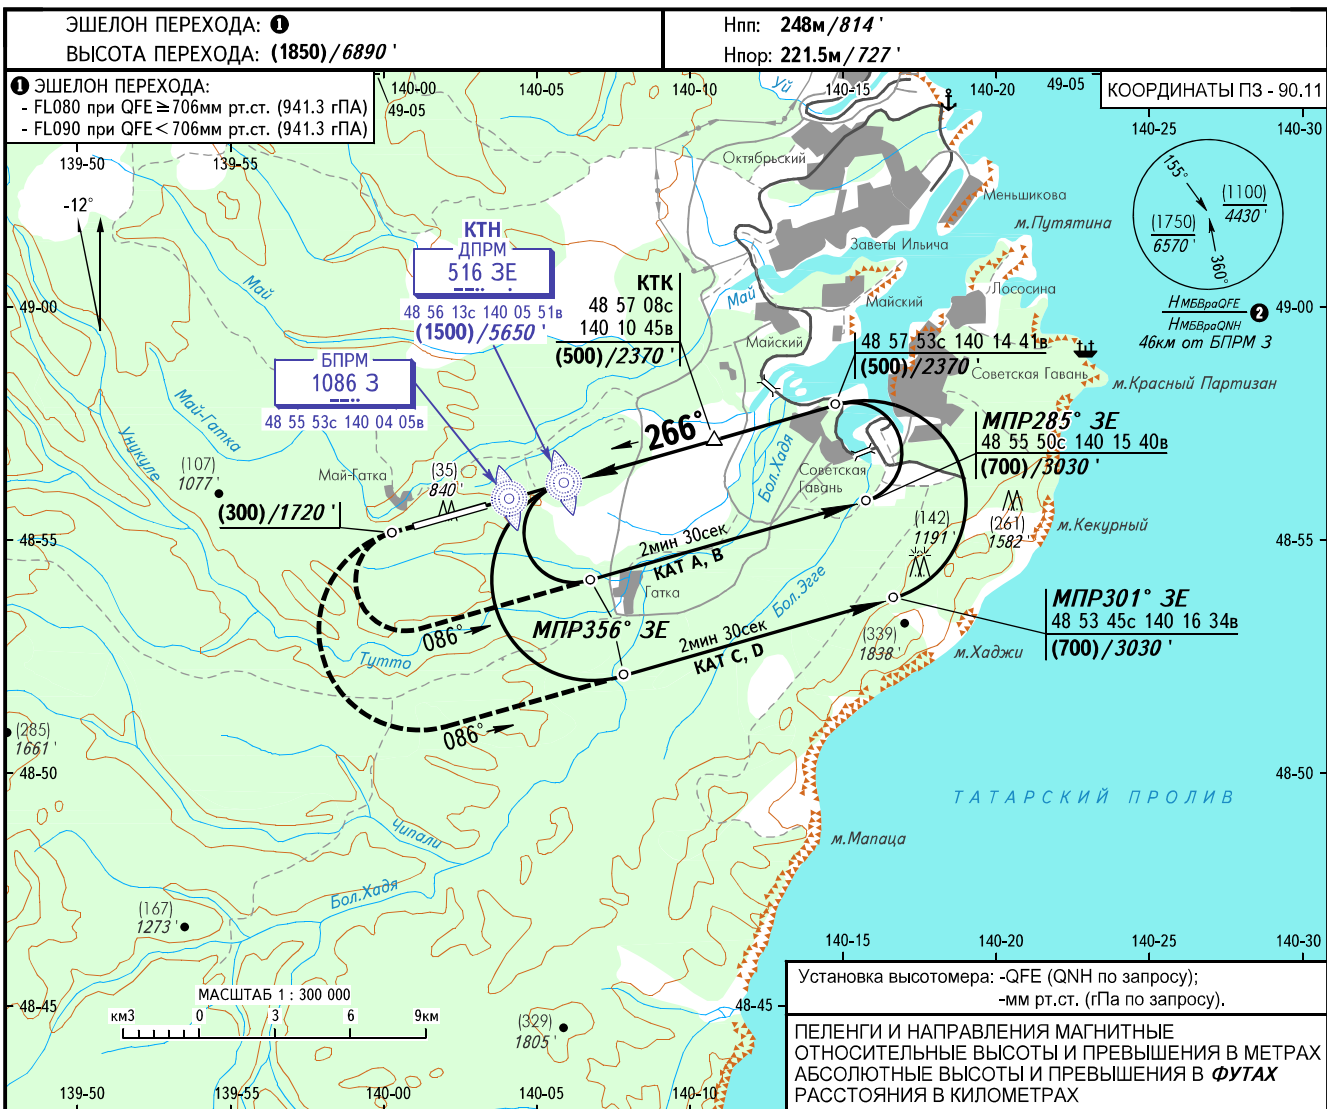 ЭШЕЛОН ПЕРЕХОДА: ❶
ВЫСОТА ПЕРЕХОДА: (1850)/6890 '
Нпп: 248м/814 '
Нпор: 221.5м/727 '
❶ ЭШЕЛОН ПЕРЕХОДА:
- FL080 при QFE ≥ 706мм рт.ст. (941.3 гПА)
- FL090 при QFE < 706мм рт.ст. (941.3 гПА)
КООРДИНАТЫ ПЗ - 90.11
140-00
140-05
140-10
140-15
140-20
49-05
49-05
140-25
140-30
139-50
139-55
-12°
Уй
Октябрьский
Меньшикова
м.Путятина
Заветы Ильича
155°
(1100)
4430 '
(1750)
6570 '
360°
НМБВраQFE
НМБВраQNH
❷
46км от БПРМ З
КТН
ДПРМ
516 ЗЕ
48 56 13с 140 05 51в
(1500)/5650 '
КТК
48 57 08с
140 10 45в
(500)/2370 '
Май
Май
Майский
Майский
Лососина
49-00
49-00
48 57 53с 140 14 41в
(500)/2370 '
Советская Гавань
м.Красный Партизан
БПРМ
1086 З
48 55 53с 140 04 05в
Май-Гатка
Унукуле
266°
МПР285° ЗЕ
48 55 50с 140 15 40в
(700)/3030 '
Бол.Хадя
Советская
Гавань
(107)
1077 '
Май-Гатка
(35)
840 '
(300)/1720 '
(142)
1191 '
(261)
1582 '
м.Кекурный
48-55
48-55
2мин 30сек
КАТ А, В
Гатка
Бол.Эгге
МПР301° ЗЕ
48 53 45с 140 16 34в
(700)/3030 '
086°
МПР356° ЗЕ
2мин 30сек
КАТ С, D
(339)
1838 '
м.Хаджи
Тутто
086°
(285)
1661 '
48-50
48-50
ТАТАРСКИЙ ПРОЛИВ
Чипали
м.Мапаца
Бол.Хадя
(167)
1273 '
140-15
140-20
140-25
140-30
МАСШТАБ 1 : 300 000
км3 0 3 6 9км
48-45
48-45
(329)
1805 '
139-50
139-55
140-00
140-05
140-10
Установка высотомера: -QFE (QNH по запросу);
-мм рт.ст. (гПа по запросу).
ПЕЛЕНГИ И НАПРАВЛЕНИЯ МАГНИТНЫЕ
ОТНОСИТЕЛЬНЫЕ ВЫСОТЫ И ПРЕВЫШЕНИЯ В МЕТРАХ
АБСОЛЮТНЫЕ ВЫСОТЫ И ПРЕВЫШЕНИЯ В ФУТАХ
РАССТОЯНИЯ В КИЛОМЕТРАХ